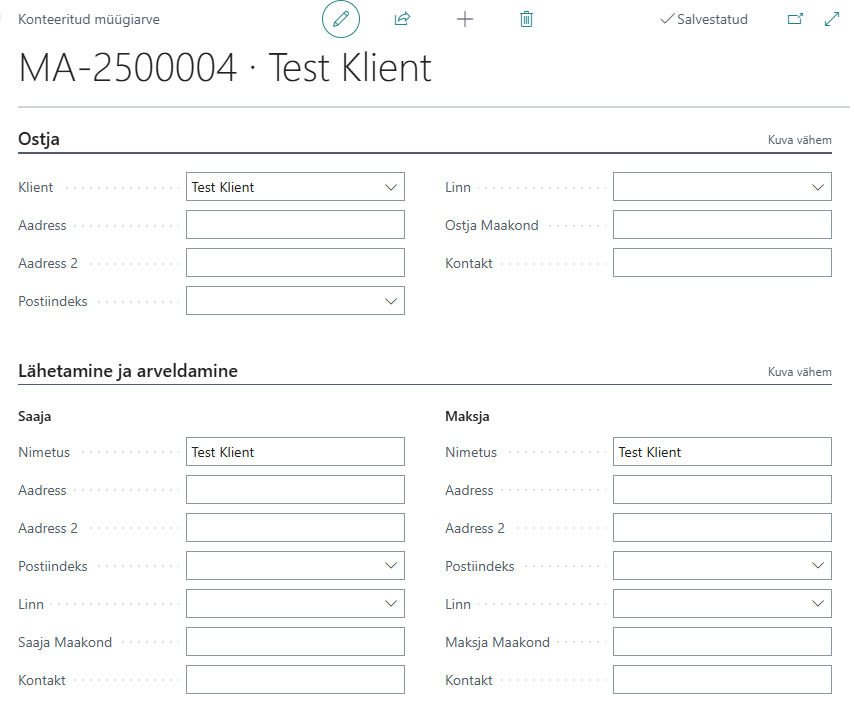 Konteeritud müügiarve
Salvestatud
MA-2500004 · Test Klient
Ostja
Kuva vähem
Klient
Test Klient
Linn
Aadress
Ostja Maakond
Aadress 2
Kontakt
Postiindeks
Lähetamine ja arveldamine
Kuva vähem
Saaja
Maksja
Nimetus
Test Klient
Nimetus
Test Klient
Aadress
Aadress
Aadress 2
Aadress 2
Postiindeks
Postiindeks
Linn
Linn
Saaja Maakond
Maksja Maakond
Kontakt
Kontakt